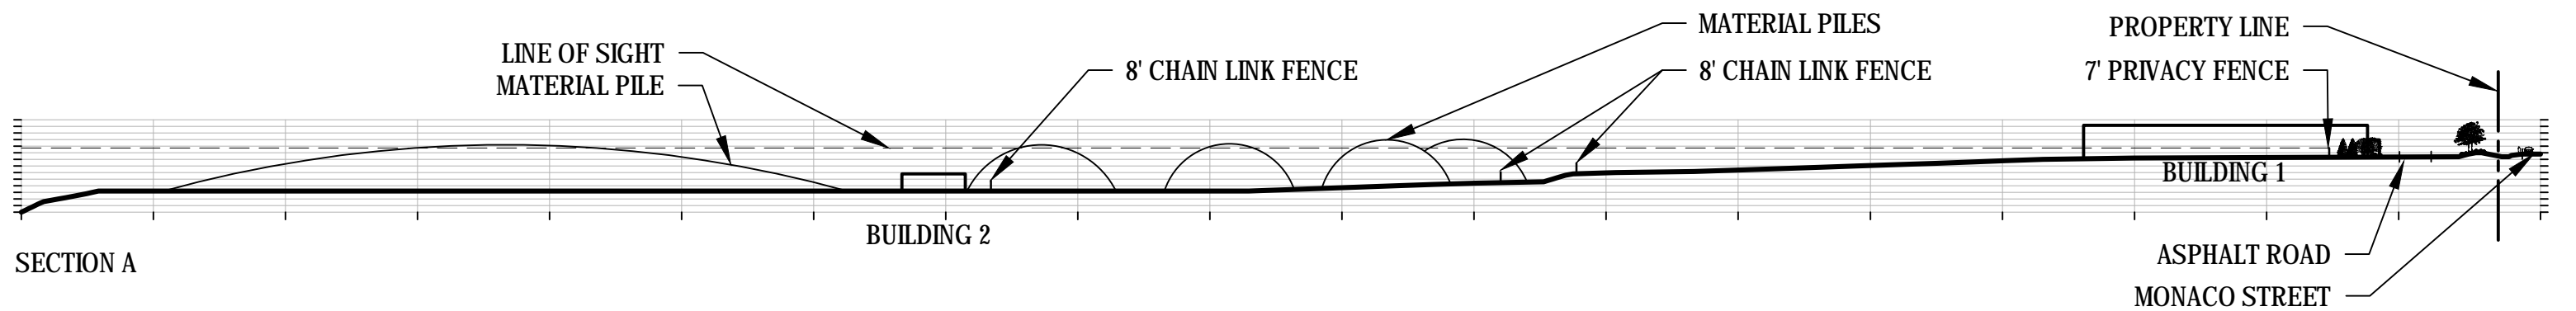 MATERIAL PILES
PROPERTY LINE
LINE OF SIGHT
8' CHAIN LINK FENCE
8' CHAIN LINK FENCE
7' PRIVACY FENCE
MATERIAL PILE
BUILDING 1
BUILDING 2
SECTION A
ASPHALT ROAD
MONACO STREET